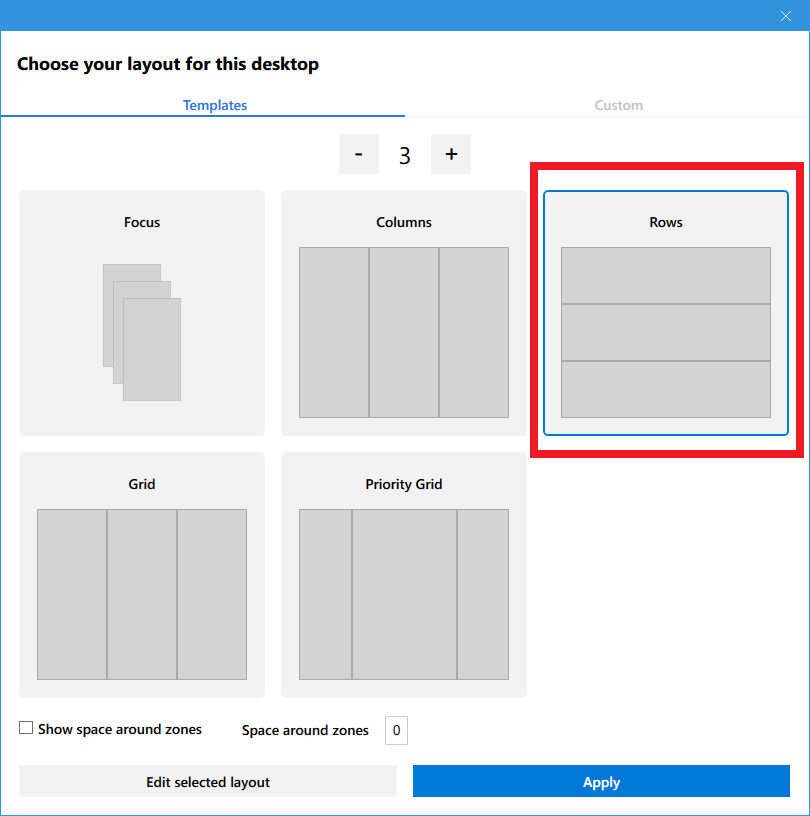 Choose your layout for this desktop
Templates
Custom
- 3 +
Focus
Columns
Rows
Grid
Priority Grid
Show space around zones
Space around zones 0
Edit selected layout
Apply